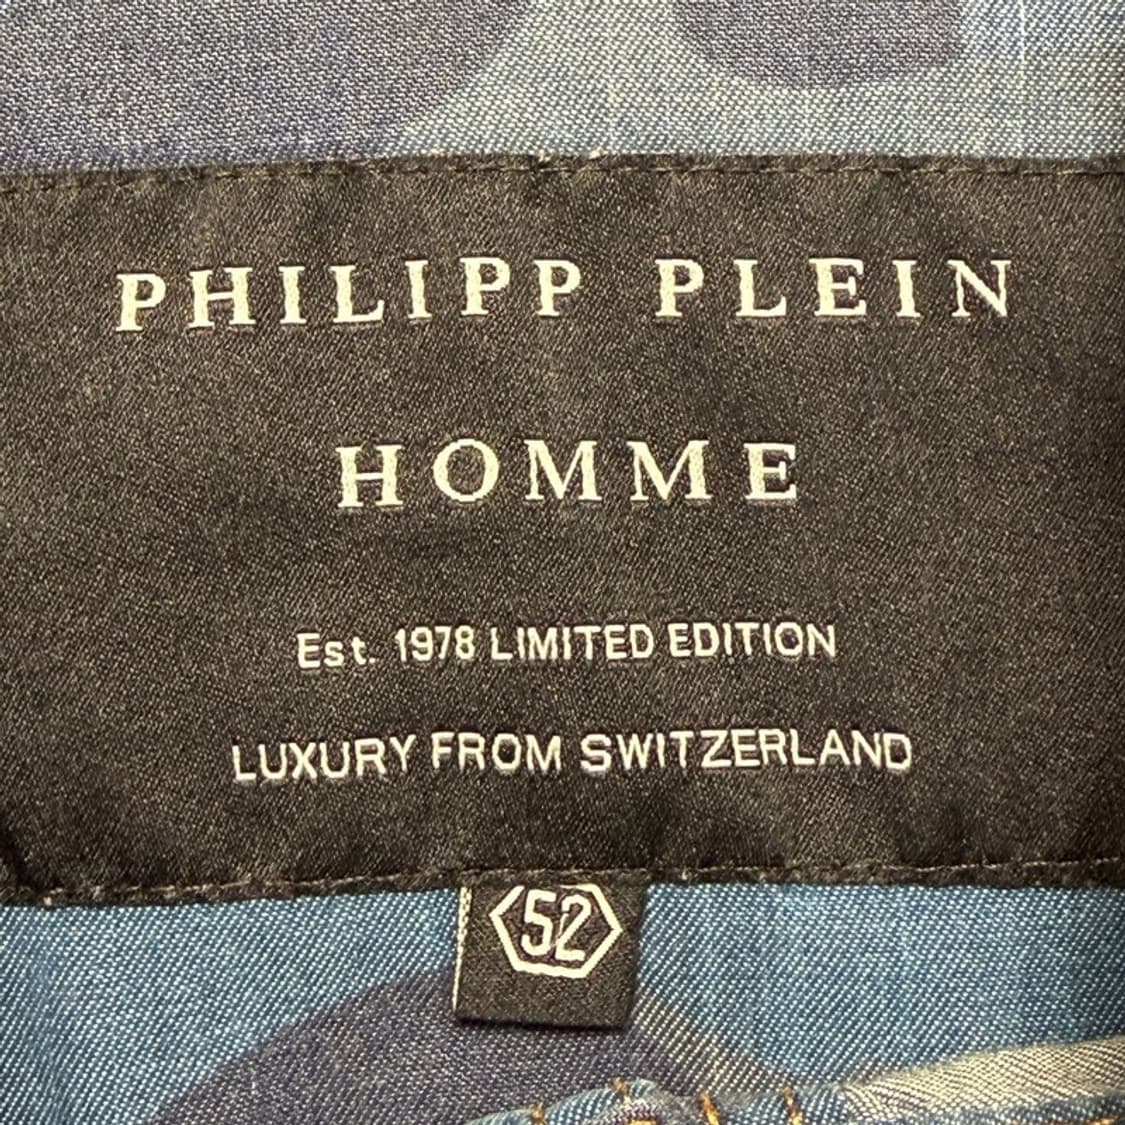 PHILIPP PLEIN
HOMME
Est. 1978 LIMITED EDITION
LUXURY FROM SWITZERLAND
52